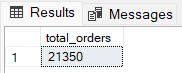 Results Messages
total_orders
1 21350